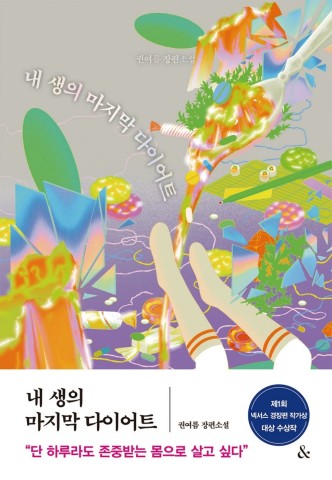 권여름 장편소설
내 생의 마지막 다이어트
내 생의
마지막 다이어트
권여름 장편소설
제1회
넥서스 경장편 작가상
대상 수상작
“단 하루라도 존중받는 몸으로 살고 싶다”
&